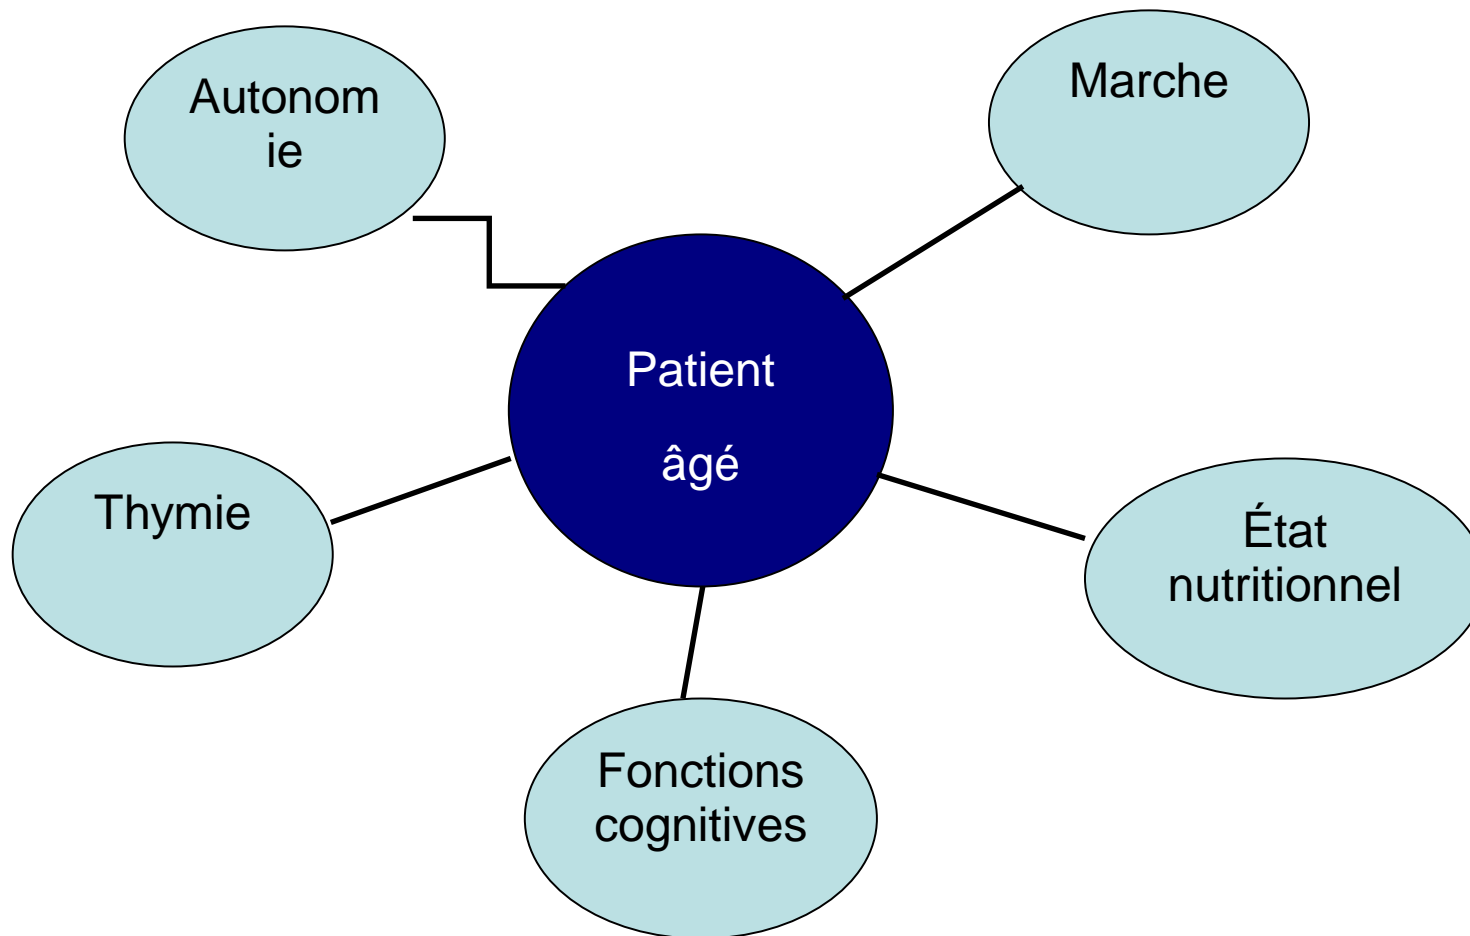 Autonom
ie
Marche
Patient
âgé
Thymie
État
nutritionnel
Fonctions
cognitives